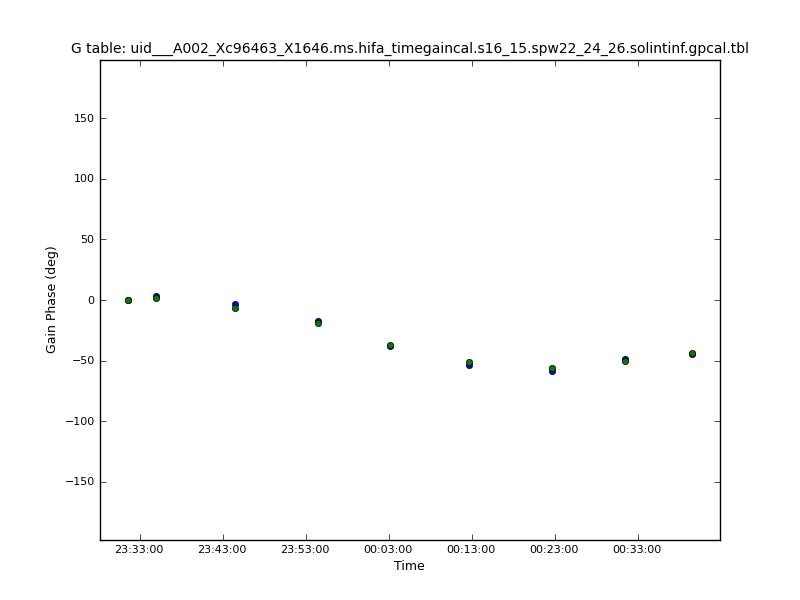 G table: uid___A002_Xc96463_X1646.ms.hifa_timegaincal.s16_15.spw22_24_26.solintinf.gpcal.tbl
150
100
50
0
−50
−100
−150
Gain Phase (deg)
23:33:00 23:43:00 23:53:00 00:03:00 00:13:00 00:23:00 00:33:00
Time